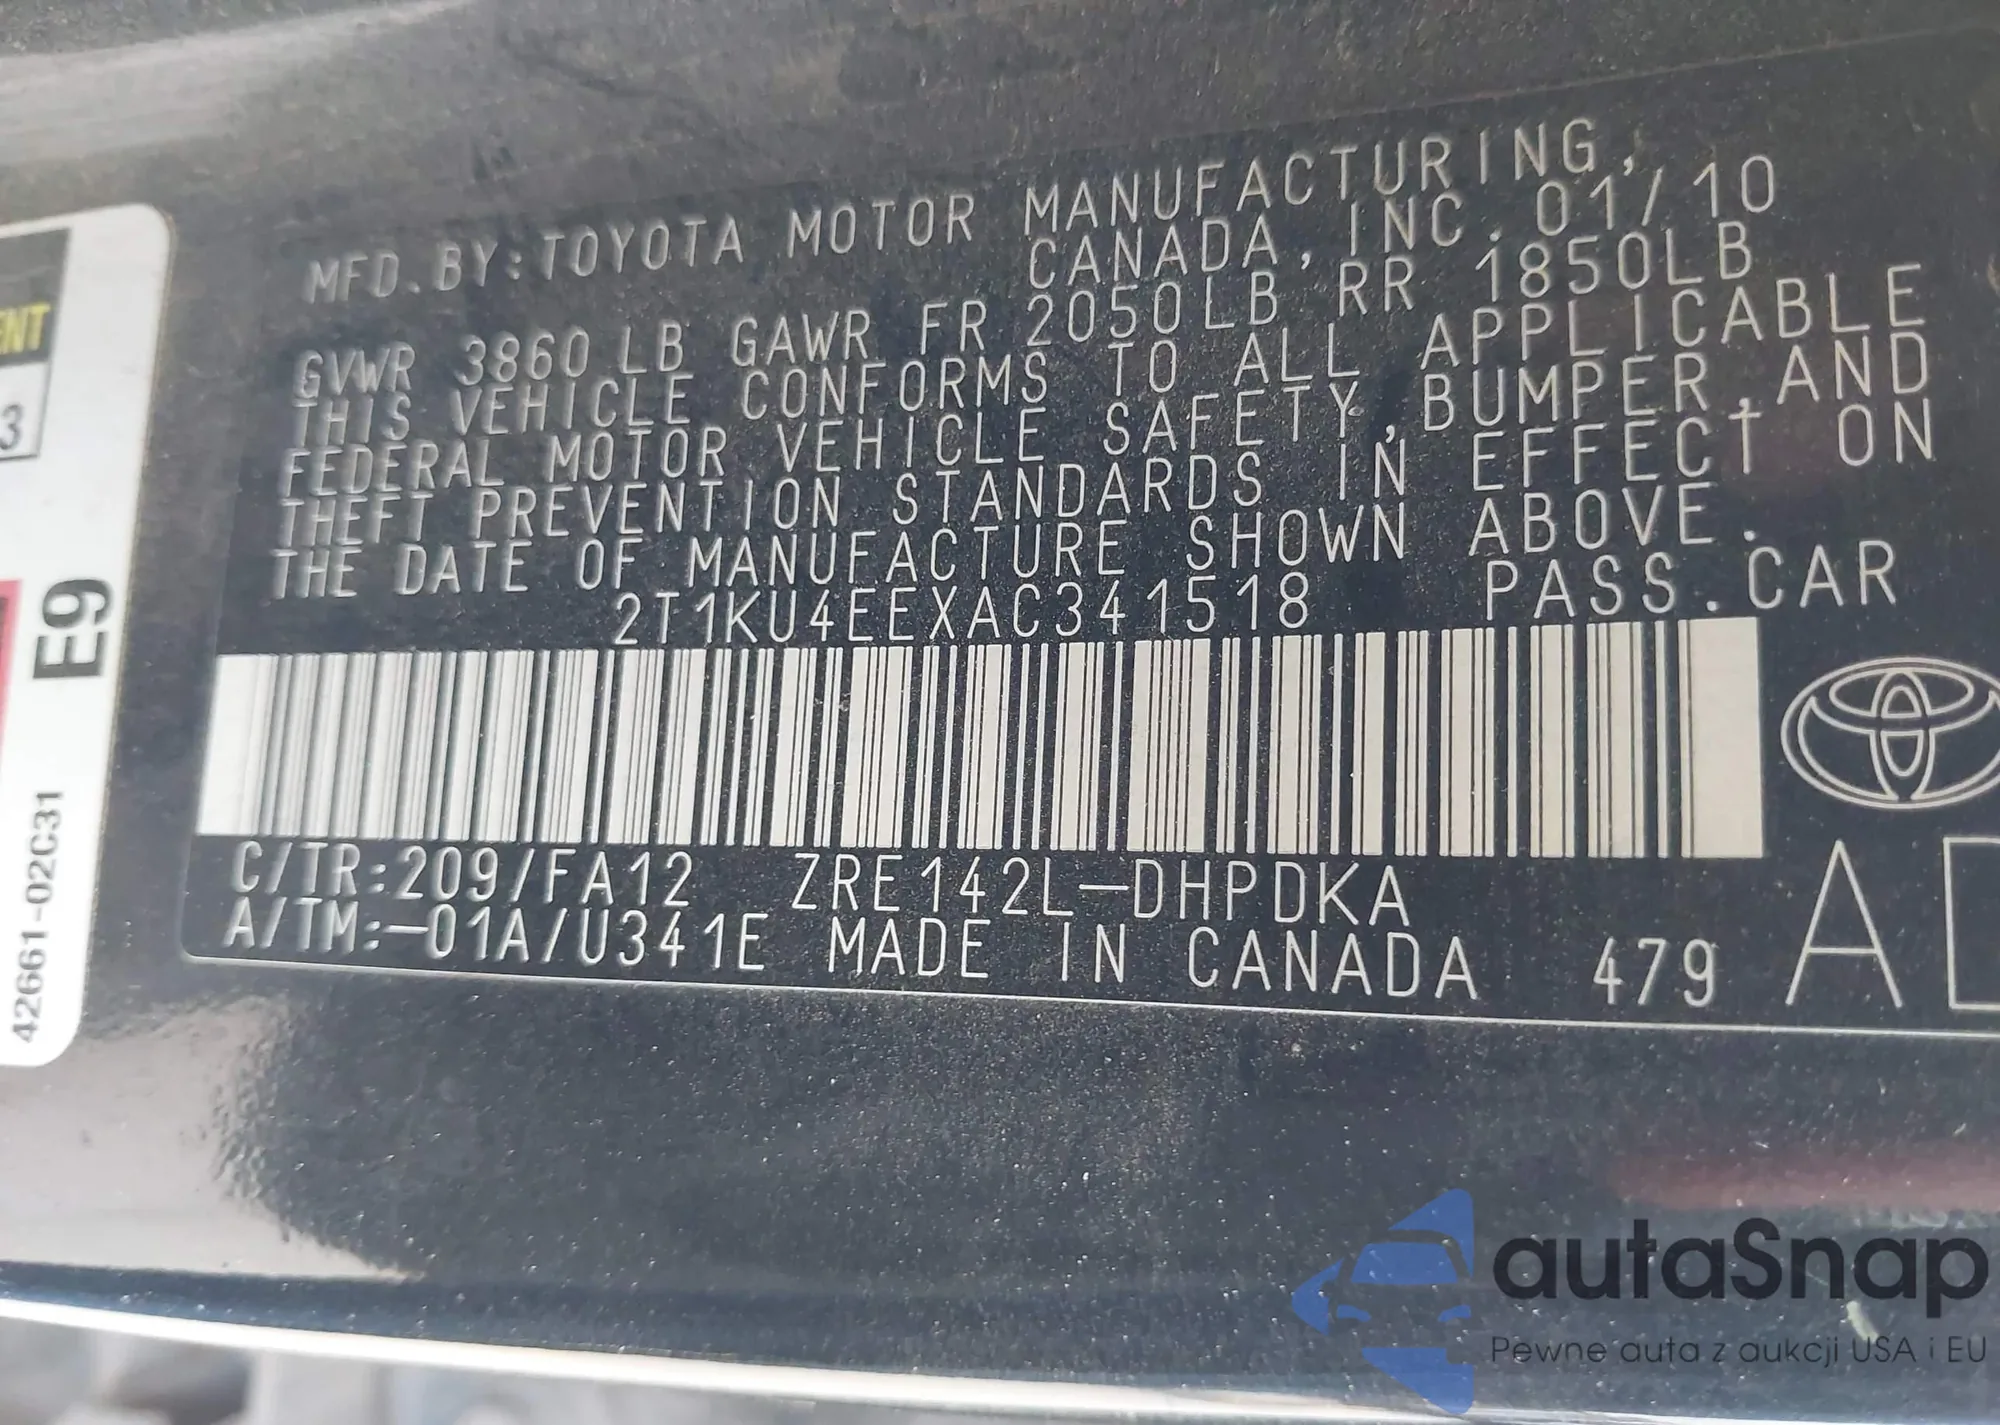 MFD.BY:TOYOTA MOTOR MANUFACTURING,
CANADA, INC. 01/10
GVWR 3860LB GAWR FR 2050LB RR 1850LB
THIS VEHICLE CONFORMS TO ALL APPLICABLE
FEDERAL MOTOR VEHICLE SAFETY, BUMPER, AND
THEFT PREVENTION STANDARDS IN EFFECT ON
THE DATE OF MANUFACTURE SHOWN ABOVE.
2T1KU4EEXAC341518 PASS.CAR
C/TR:209/FA12 ZRE142L-DHPDKA
A/TM:-01A/U341E MADE IN CANADA 479
A
3
E9
42661-02C31
autaSnap
Pewne auta z aukcji USA i EU